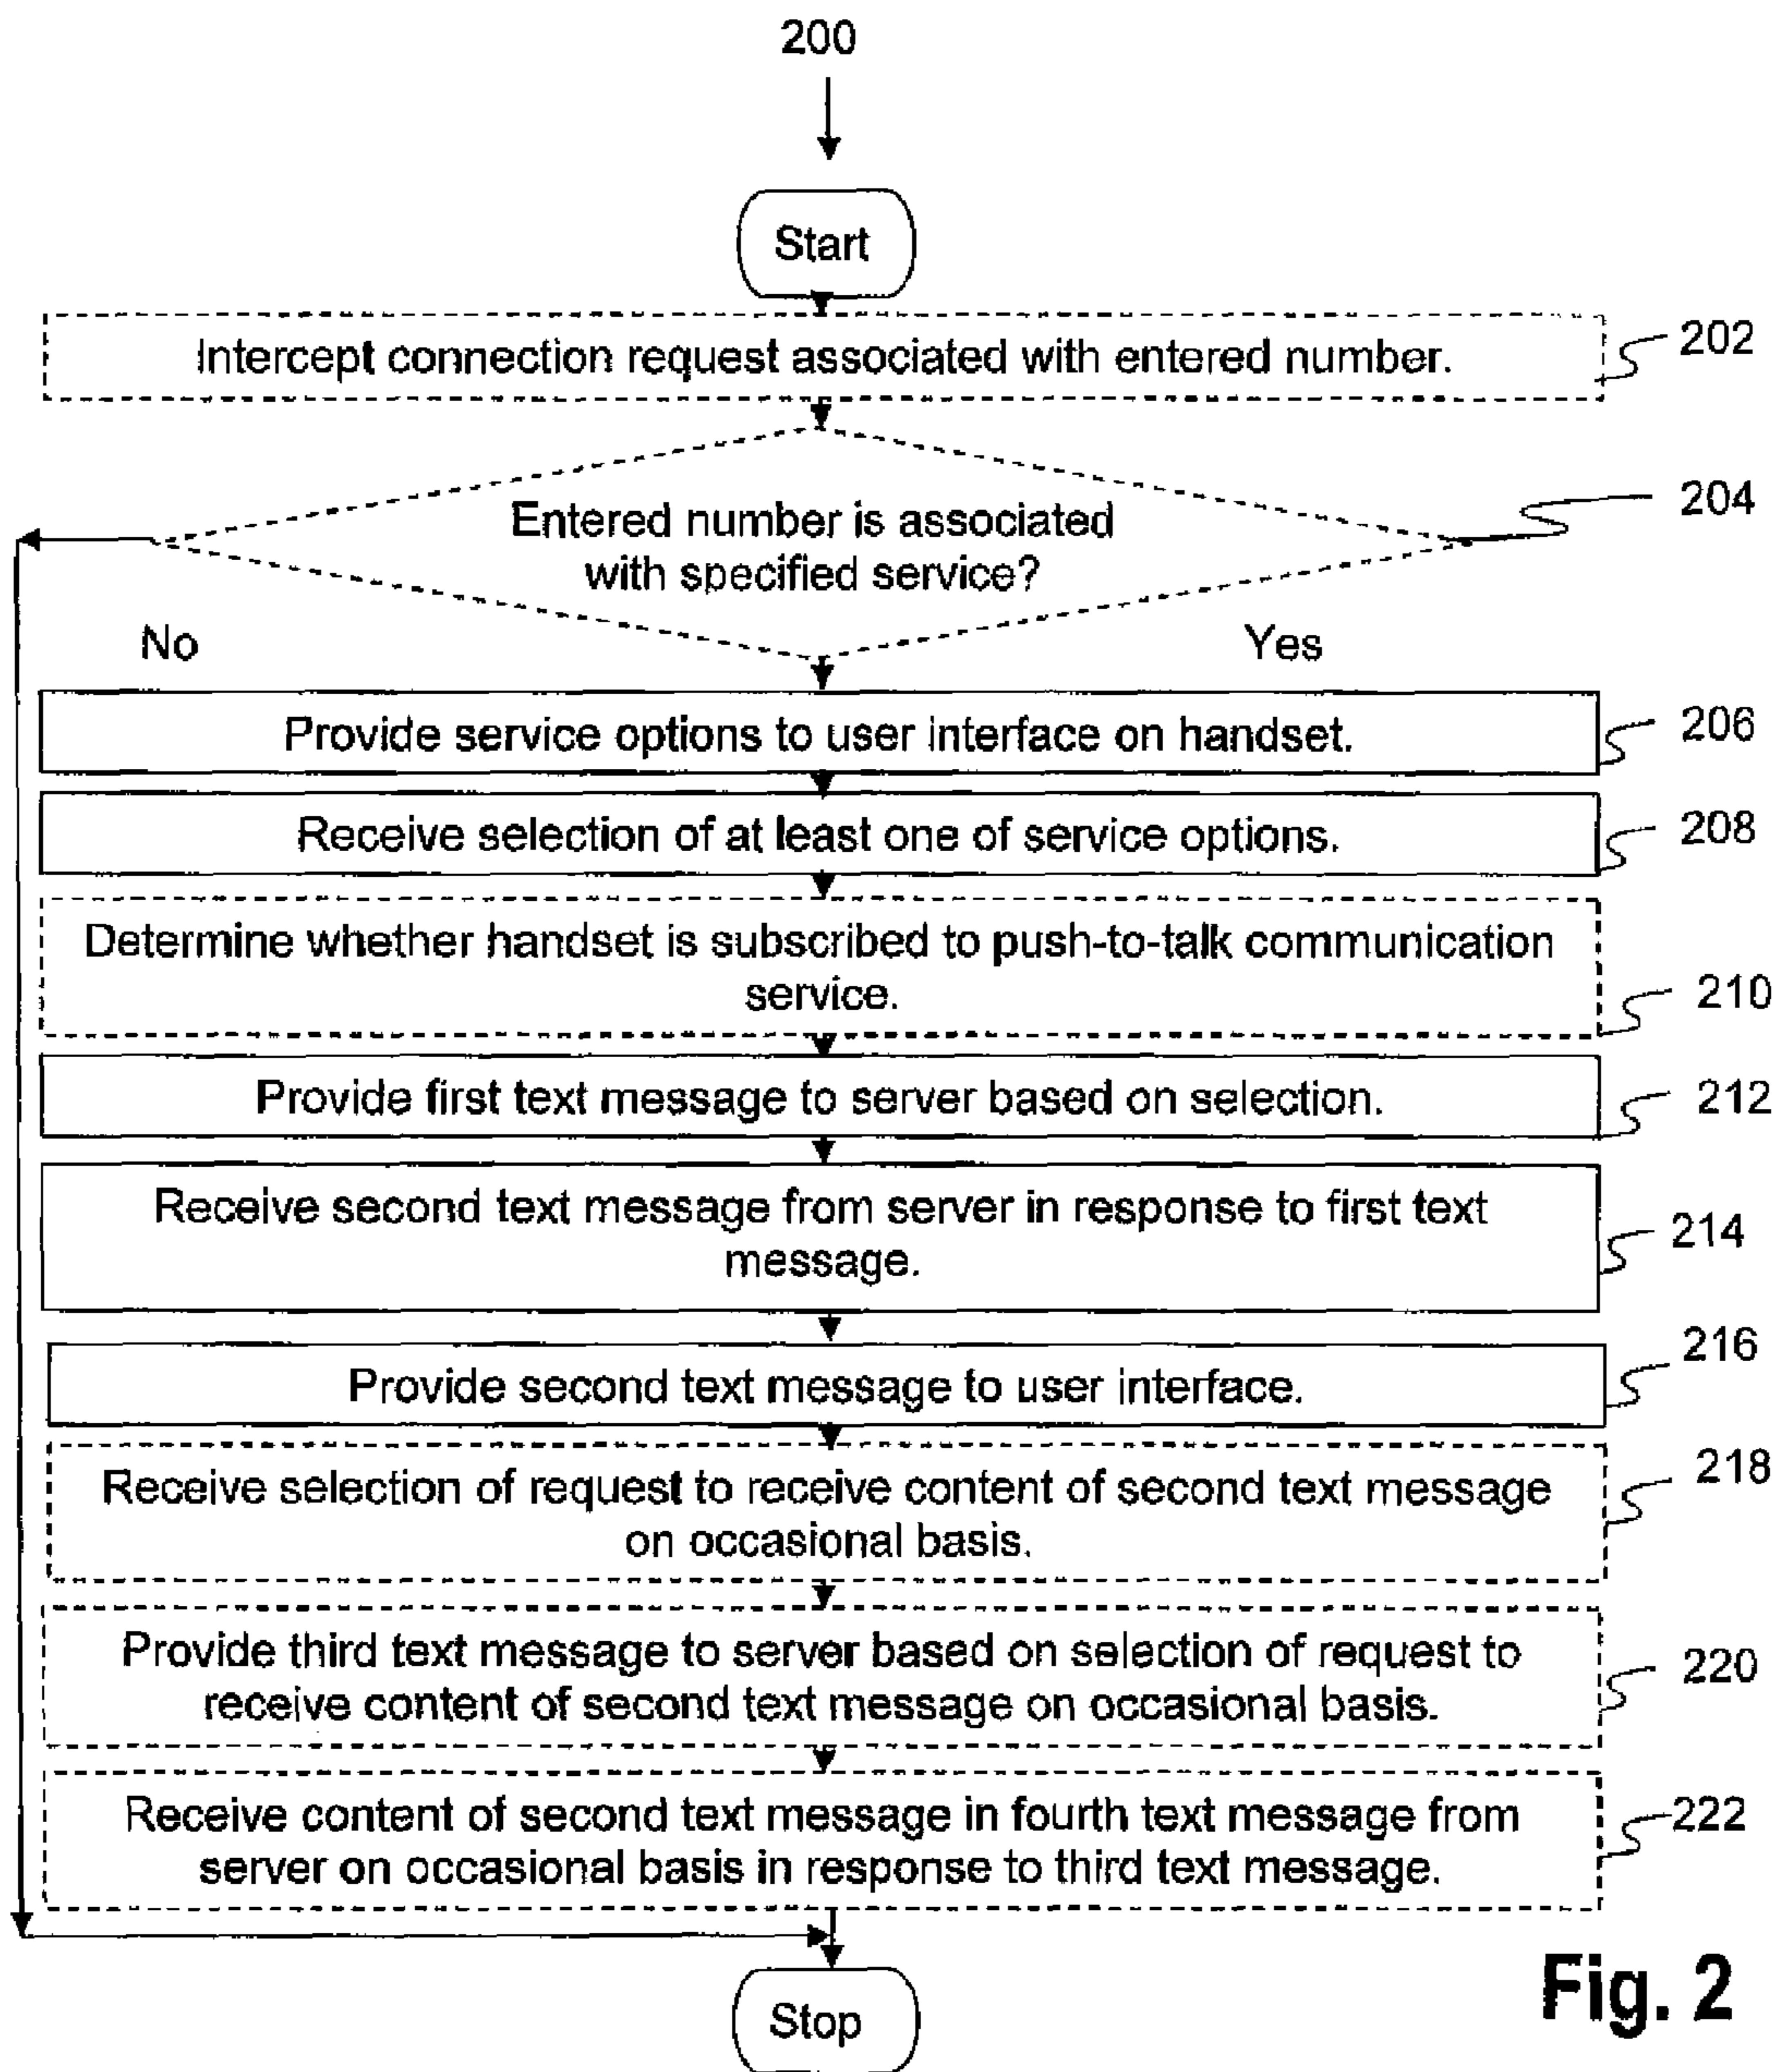 200
Start
Intercept connection request associated with entered number.
202
Entered number is associated
with specified service?
204
No
Yes
Provide service options to user interface on handset.
206
Receive selection of at least one of service options.
208
Determine whether handset is subscribed to push-to-talk communication
service.
210
Provide first text message to server based on selection.
212
Receive second text message from server in response to first text
message.
214
Provide second text message to user interface.
216
Receive selection of request to receive content of second text message
on occasional basis.
218
Provide third text message to server based on selection of request to
receive content of second text message on occasional basis.
220
Receive content of second text message in fourth text message from
server on occasional basis in response to third text message.
222
Stop
Fig. 2